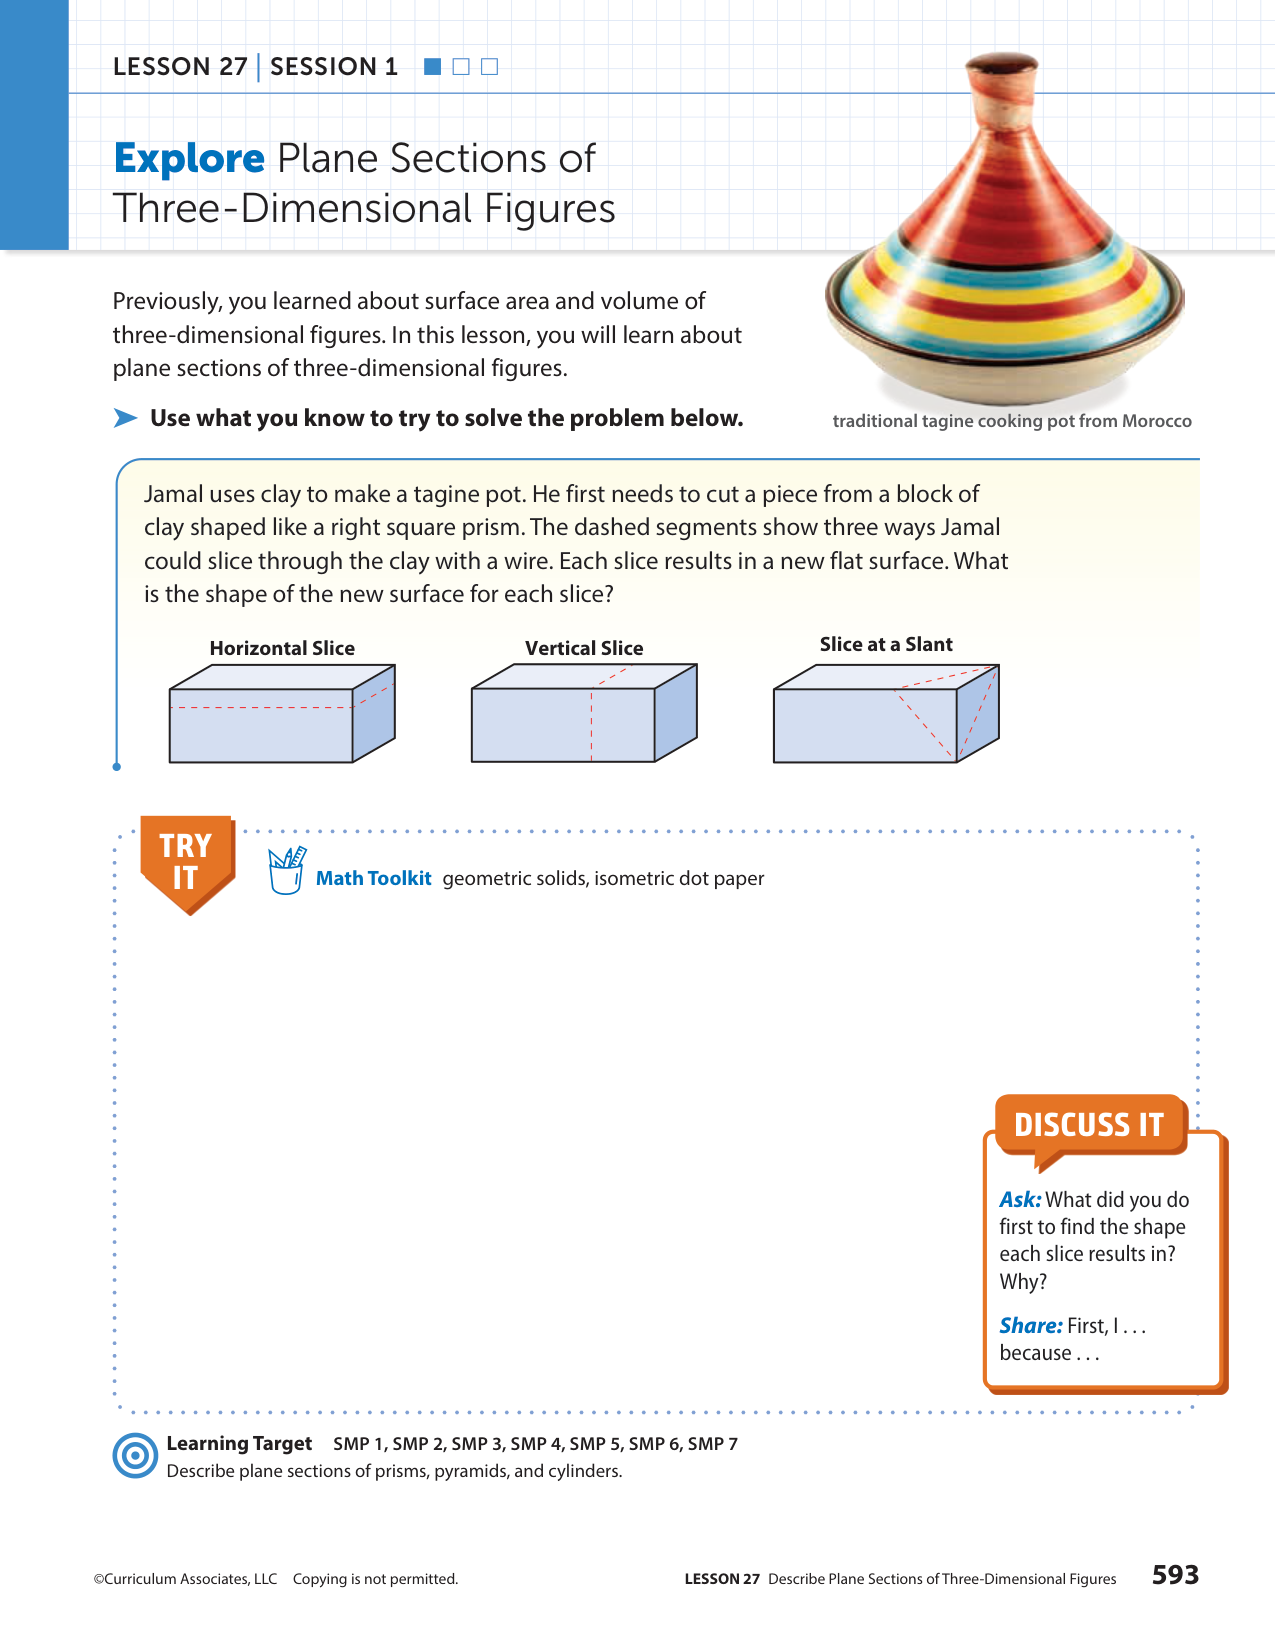 LESSON 27 | SESSION 1
Explore Plane Sections of
Three-Dimensional Figures
Previously, you learned about surface area and volume of
three-dimensional figures. In this lesson, you will learn about
plane sections of three-dimensional figures.
Use what you know to try to solve the problem below.
traditional tagine cooking pot from Morocco
Jamal uses clay to make a tagine pot. He first needs to cut a piece from a block of
clay shaped like a right square prism. The dashed segments show three ways Jamal
could slice through the clay with a wire. Each slice results in a new flat surface. What
is the shape of the new surface for each slice?
Horizontal Slice
Vertical Slice
Slice at a Slant
TRY
IT
Math Toolkit geometric solids, isometric dot paper
DISCUSS IT
Ask: What did you do
first to find the shape
each slice results in?
Why?
Share: First, I . . .
because . . .
Learning Target SMP 1, SMP 2, SMP 3, SMP 4, SMP 5, SMP 6, SMP 7
Describe plane sections of prisms, pyramids, and cylinders.
©Curriculum Associates, LLC Copying is not permitted.
LESSON 27 Describe Plane Sections of Three-Dimensional Figures 593